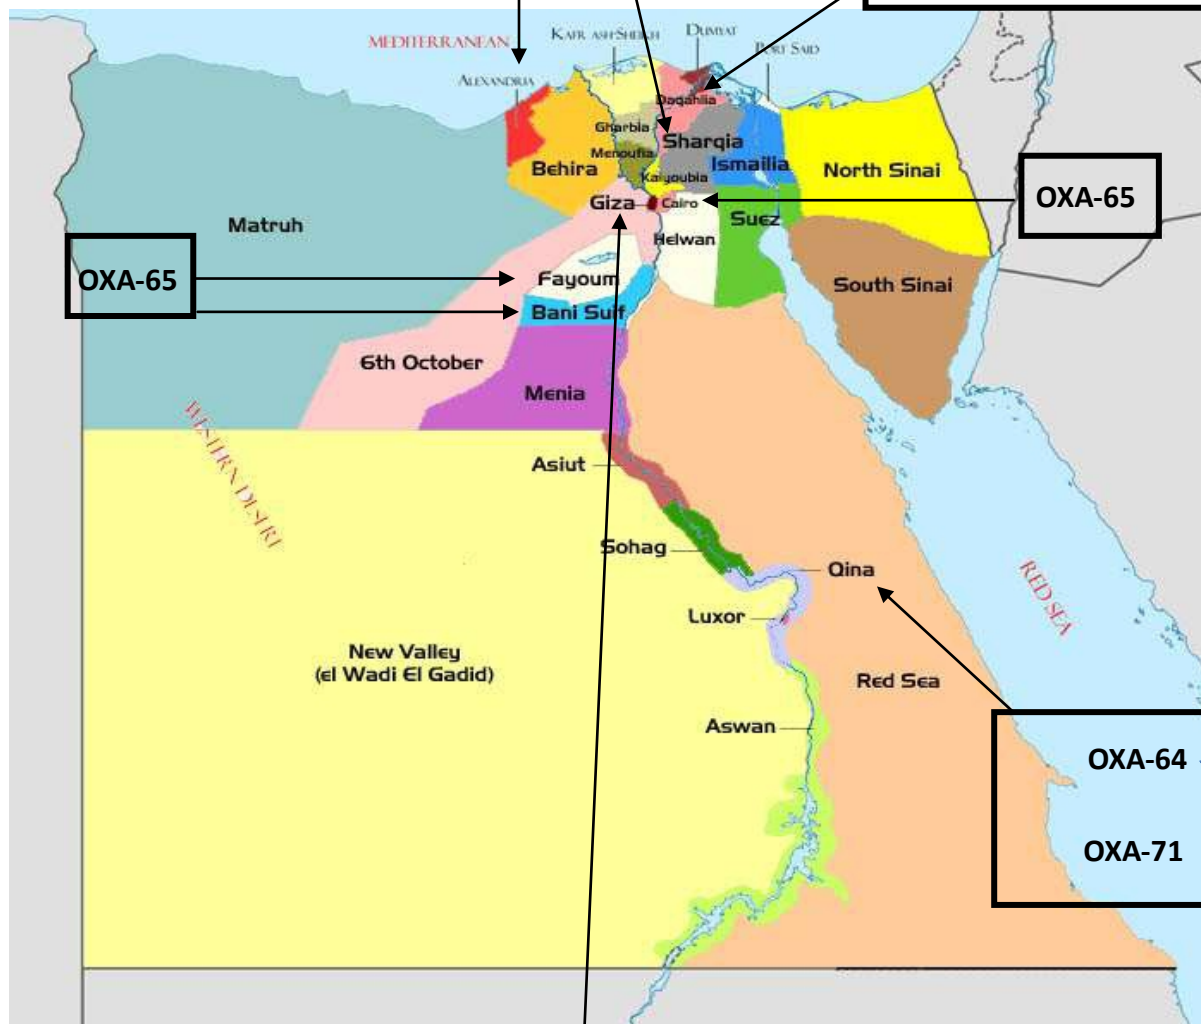 KAFR ASH-SHEIKH
DUMYAT
MEDITERRANEAN
PORT SAID
ALEXANDRIA
Daqahlia
Gharbia
Sharqia
Menoufia
Ismailia
Behira
Kalyoubia
North Sinai
OXA-65
Giza
Cairo
Suez
Matruh
Helwan
OXA-65
Fayoum
South Sinai
Bani Suif
6th October
Menia
WESTERN DESERT
Asiut
Sohag
Qina
RED SEA
Luxor
New Valley
(el Wadi El Gadid)
Red Sea
Aswan
OXA-64
OXA-71